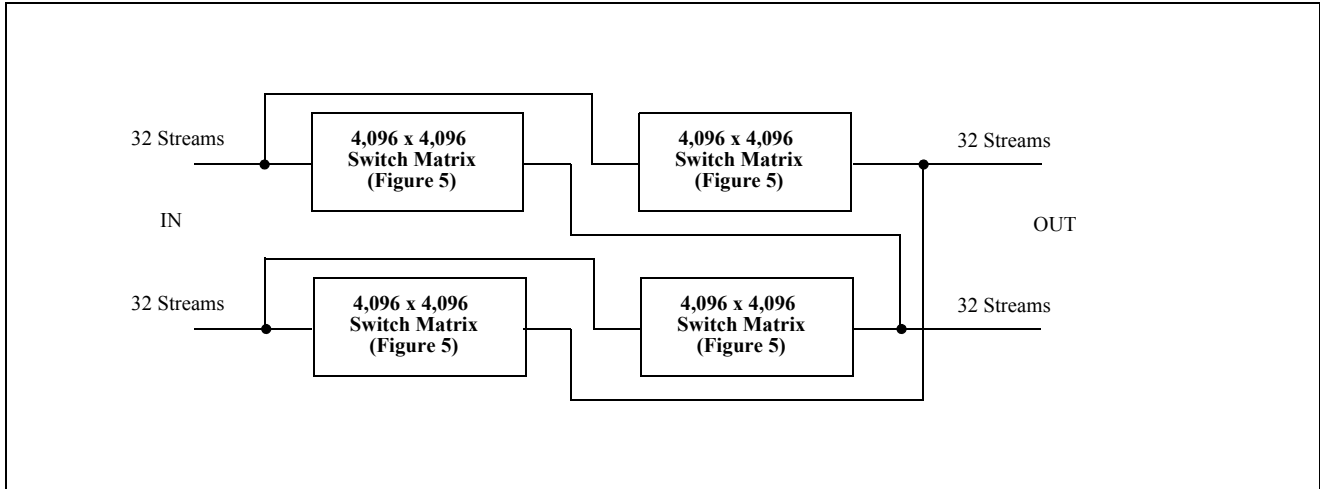 32 Streams
4,096 x 4,096
Switch Matrix
(Figure 5)
4,096 x 4,096
Switch Matrix
(Figure 5)
32 Streams
IN
OUT
32 Streams
4,096 x 4,096
Switch Matrix
(Figure 5)
4,096 x 4,096
Switch Matrix
(Figure 5)
32 Streams